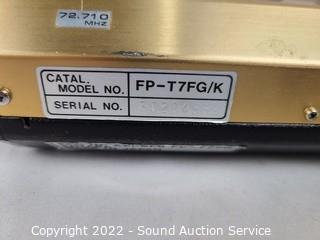 72.710
MHZ
CATAL.
MODEL NO. FP-T7FG/K
SERIAL NO.
Copyright 2022 - Sound Auction Service